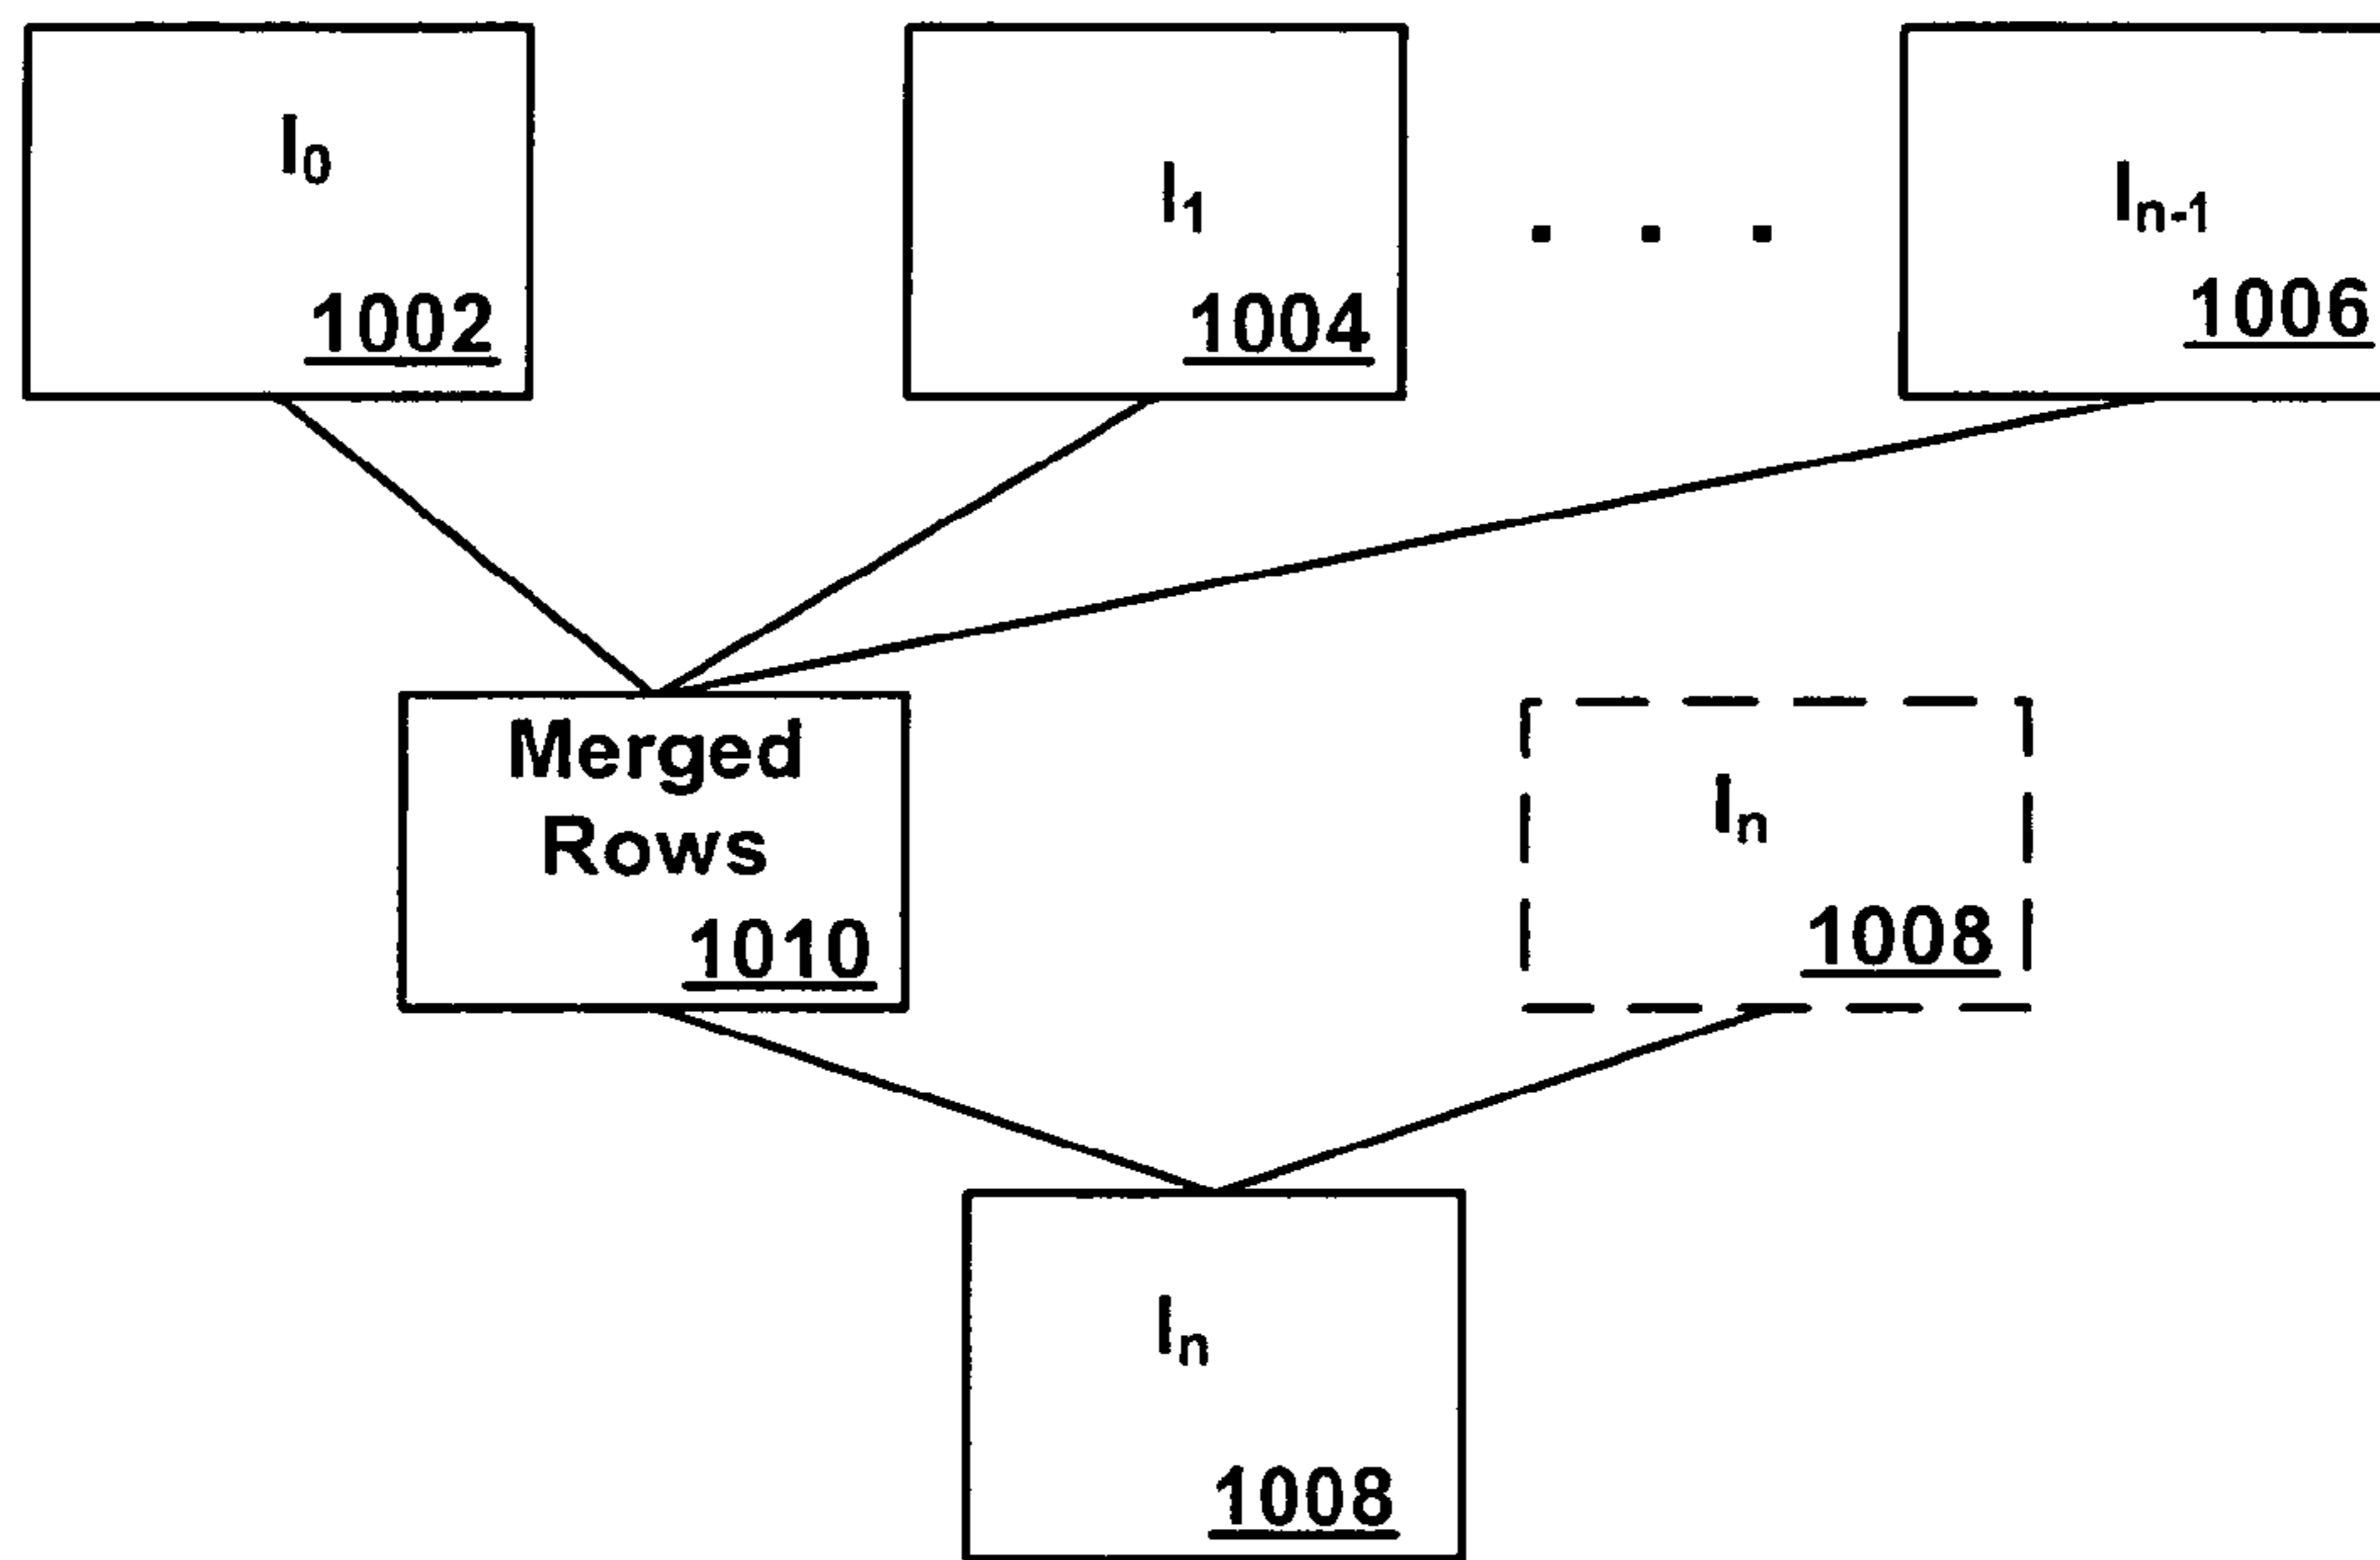 I₀
1002
I₁
1004
. . .
Iₙ₋₁
1006
Merged
Rows
1010
Iₙ
1008
Iₙ
1008